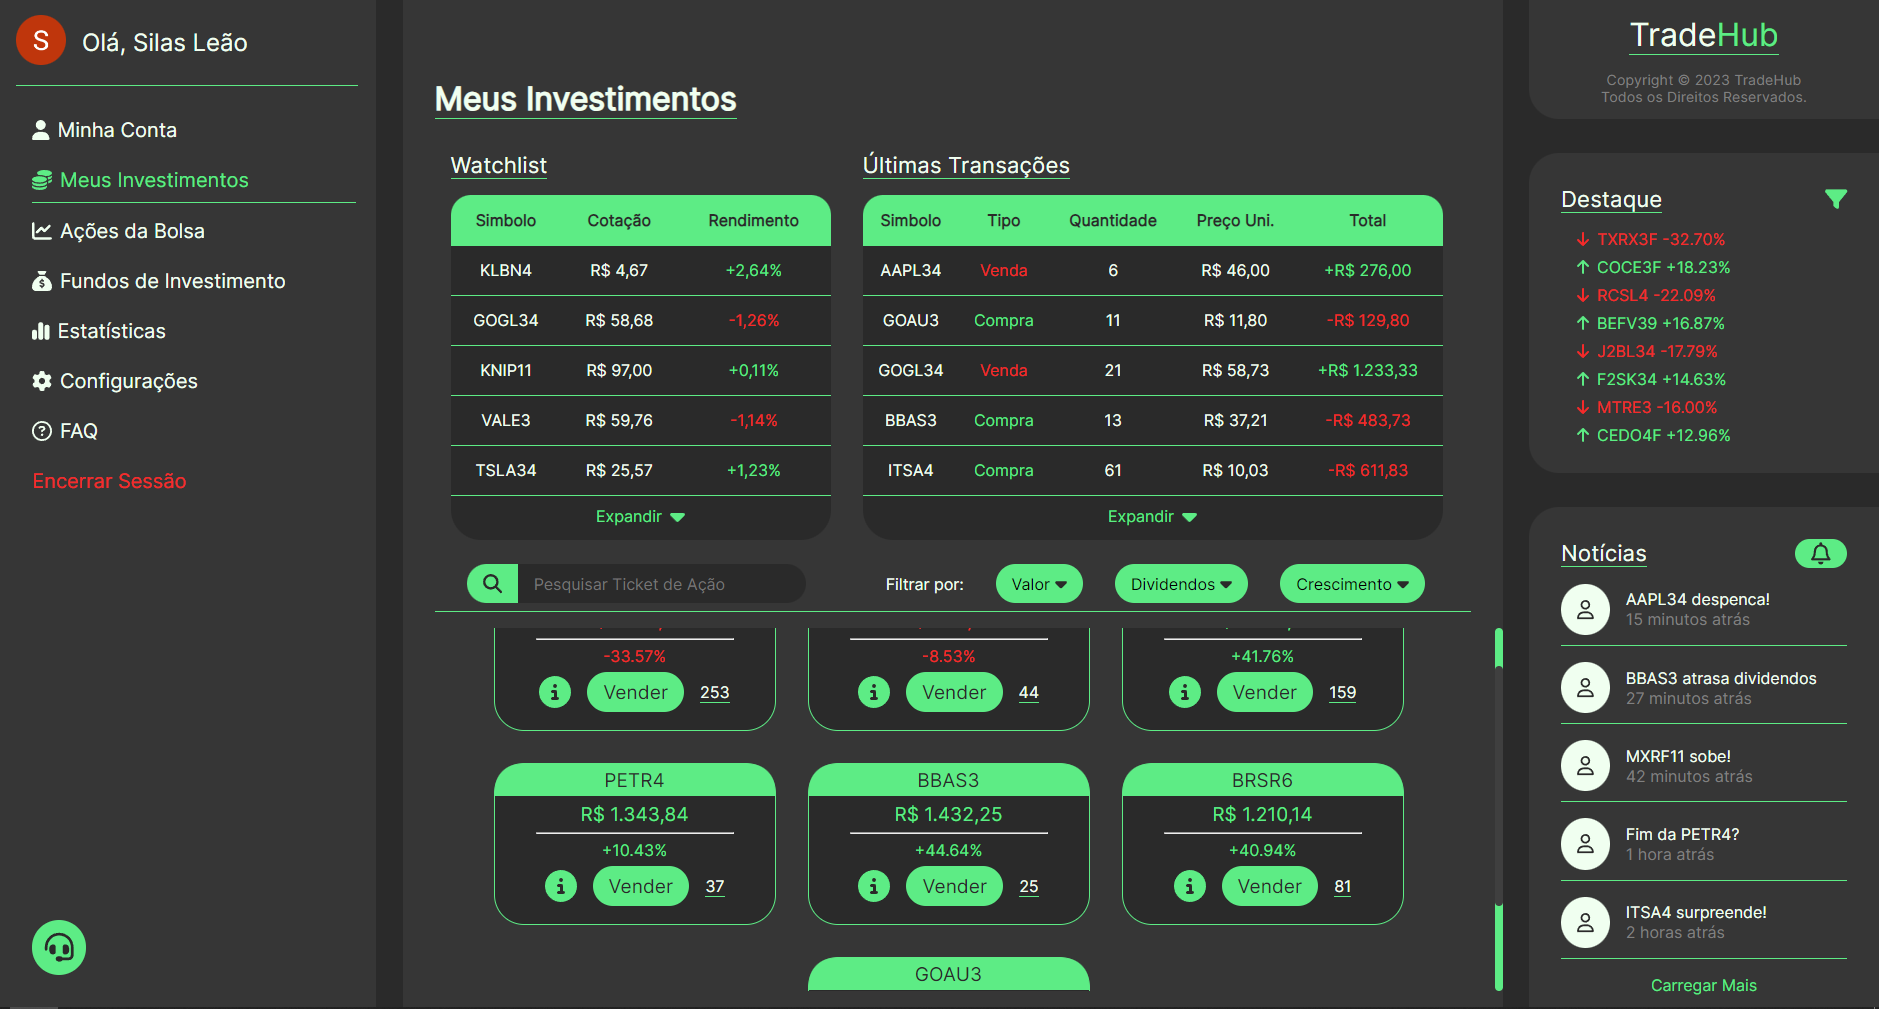 S
Olá, Silas Leão
Minha Conta
Meus Investimentos
Ações da Bolsa
Fundos de Investimento
Estatísticas
Configurações
FAQ
Encerrar Sessão
Meus Investimentos
Watchlist
Simbolo Cotação Rendimento
KLBN4 R$ 4,67 +2,64%
GOGL34 R$ 58,68 -1,26%
KNIP11 R$ 97,00 +0,11%
VALE3 R$ 59,76 -1,14%
TSLA34 R$ 25,57 +1,23%
Expandir
Últimas Transações
Simbolo Tipo Quantidade Preço Uni. Total
AAPL34 Venda 6 R$ 46,00 +R$ 276,00
GOAU3 Compra 11 R$ 11,80 -R$ 129,80
GOGL34 Venda 21 R$ 58,73 +R$ 1.233,33
BBAS3 Compra 13 R$ 37,21 -R$ 483,73
ITSA4 Compra 61 R$ 10,03 -R$ 611,83
Expandir
Pesquisar Ticket de Ação
Filtrar por: Valor Dividendos Crescimento
-33.57%
Vender 253
-8.53%
Vender 44
+41.76%
Vender 159
PETR4
R$ 1.343,84
+10.43%
Vender 37
BBAS3
R$ 1.432,25
+44.64%
Vender 25
BRSR6
R$ 1.210,14
+40.94%
Vender 81
GOAU3
TradeHub
Copyright © 2023 TradeHub
Todos os Direitos Reservados.
Destaque
TXRX3F -32.70%
COCE3F +18.23%
RCSL4 -22.09%
BEFV39 +16.87%
J2BL34 -17.79%
F2SK34 +14.63%
MTRE3 -16.00%
CEDO4F +12.96%
Notícias
AAPL34 despenca!
15 minutos atrás
BBAS3 atrasa dividendos
27 minutos atrás
MXRF11 sobe!
42 minutos atrás
Fim da PETR4?
1 hora atrás
ITSA4 surpreende!
2 horas atrás
Carregar Mais